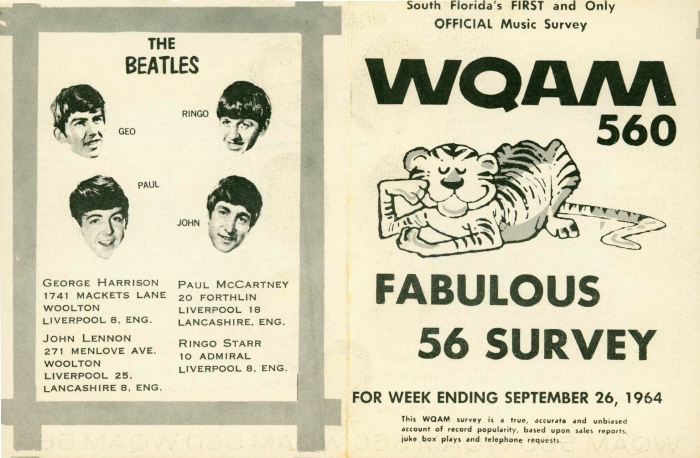 THE
BEATLES
GEO
RINGO
PAUL
JOHN
GEORGE HARRISON
1741 MACKETS LANE
WOOLTON
LIVERPOOL 8, ENG.
JOHN LENNON
271 MENLOVE AVE.
WOOLTON
LIVERPOOL 25,
LANCASHIRE 8, ENG.
PAUL McCARTNEY
20 FORTHLIN
LIVERPOOL 18
LANCASHIRE, ENG.
RINGO STARR
10 ADMIRAL
LIVERPOOL 8, ENG.
South Florida's FIRST and Only
OFFICIAL Music Survey
WQAM
560
FABULOUS
56 SURVEY
FOR WEEK ENDING SEPTEMBER 26, 1964
This WQAM survey is a true, accurate and unbiased
account of record popularity, based upon sales reports,
juke box plays and telephone requests.